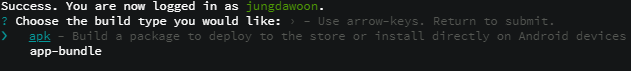 Success. You are now logged in as jungdawoon.
? Choose the build type you would like: › - Use arrow-keys. Return to submit.
❯   apk - Build a package to deploy to the store or install directly on Android devices
    app-bundle